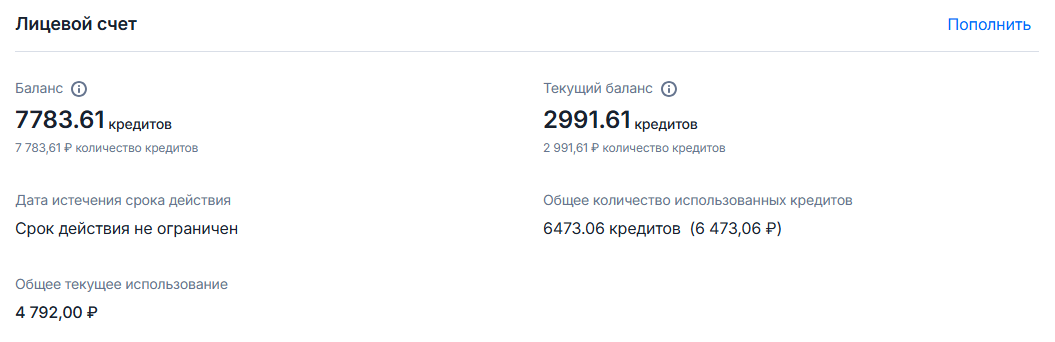 Лицевой счет
Пополнить
Баланс
7783.61 кредитов
7 783,61 ₽ количество кредитов
Текущий баланс
2991.61 кредитов
2 991,61 ₽ количество кредитов
Дата истечения срока действия
Срок действия не ограничен
Общее количество использованных кредитов
6473.06 кредитов (6 473,06 ₽)
Общее текущее использование
4 792,00 ₽